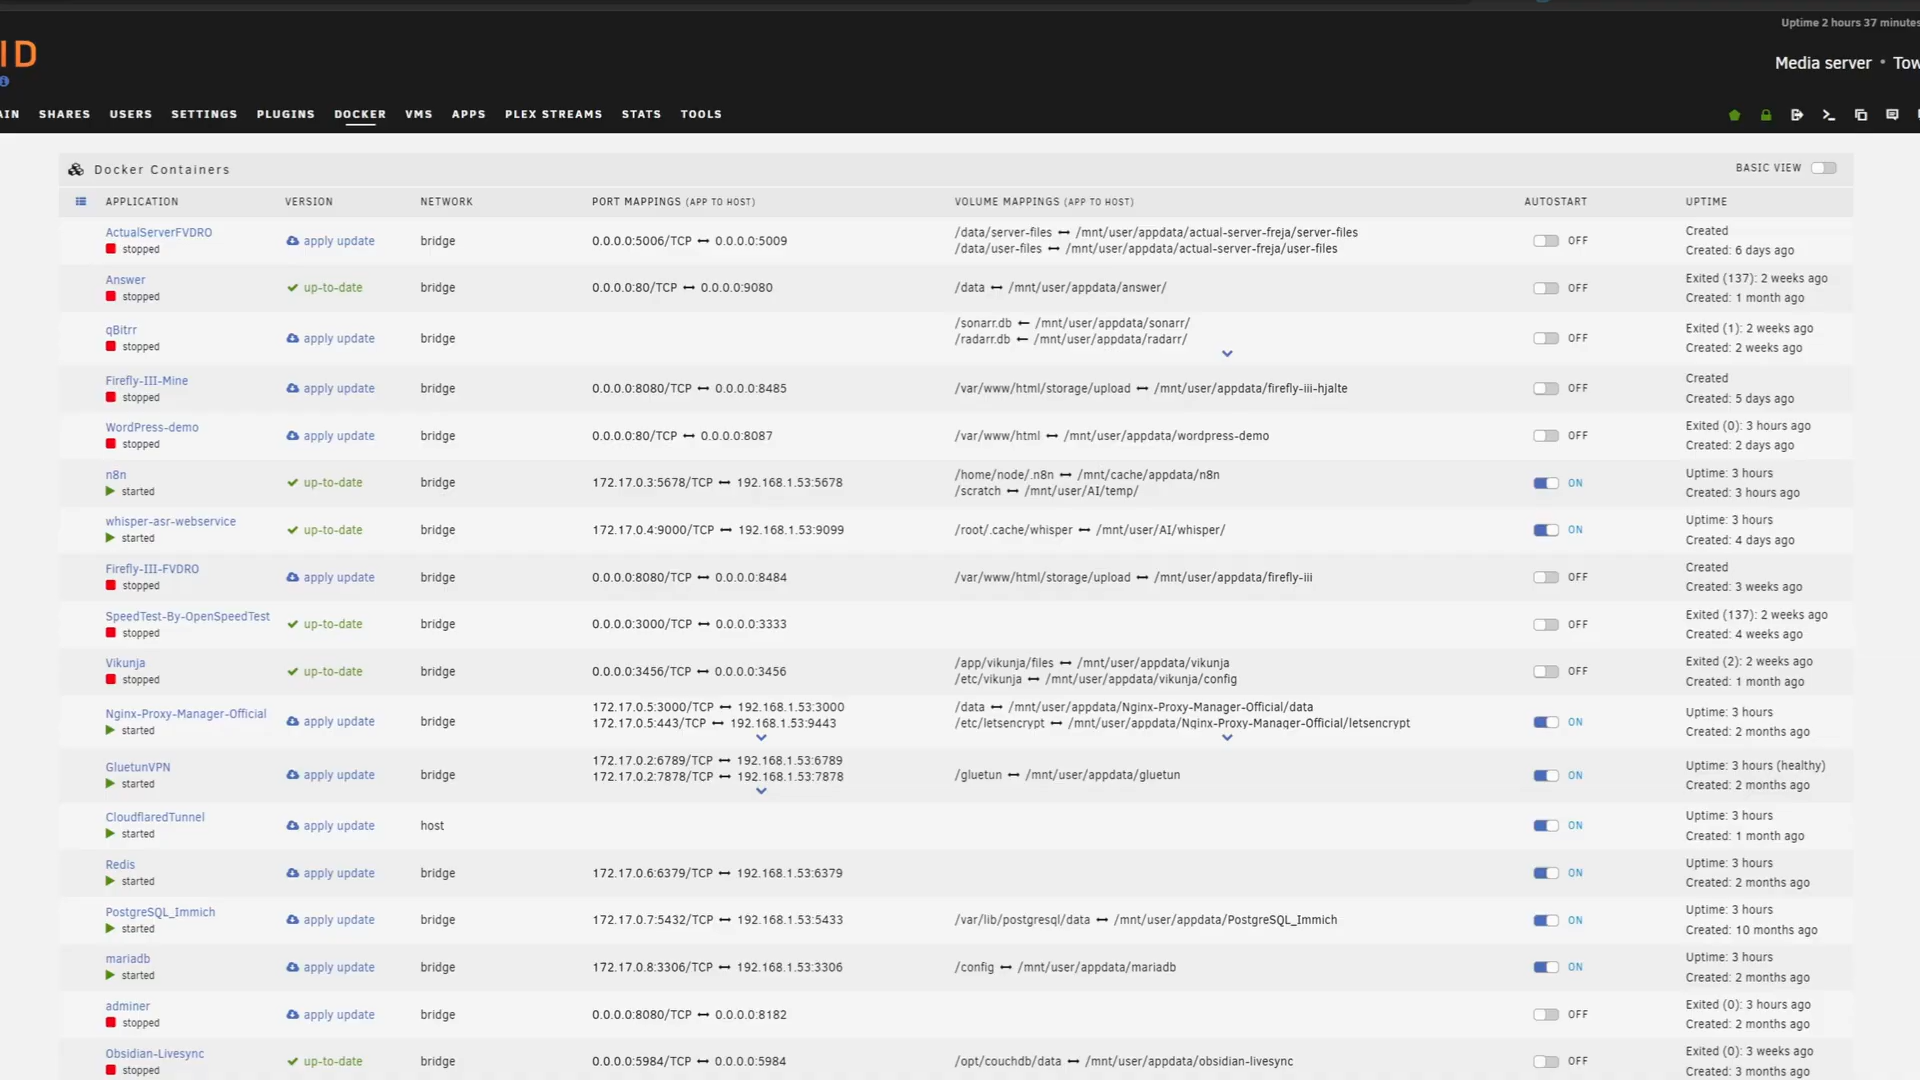 Uptime 2 hours 37 minutes
ID
Media server • Tow
AIN SHARES USERS SETTINGS PLUGINS DOCKER VMS APPS PLEX STREAMS STATS TOOLS
Docker Containers BASIC VIEW
APPLICATION VERSION NETWORK PORT MAPPINGS (APP TO HOST) VOLUME MAPPINGS (APP TO HOST) AUTOSTART UPTIME
ActualServerFVDRO
stopped
apply update
bridge
0.0.0.0:5006/TCP ↔ 0.0.0.0:5009
/data/server-files ↔ /mnt/user/appdata/actual-server-freja/server-files
/data/user-files ↔ /mnt/user/appdata/actual-server-freja/user-files
OFF
Created
Created: 6 days ago
Answer
stopped
up-to-date
bridge
0.0.0.0:80/TCP ↔ 0.0.0.0:9080
/data ↔ /mnt/user/appdata/answer/
OFF
Exited (137): 2 weeks ago
Created: 1 month ago
qBitrr
stopped
apply update
bridge
/sonarr.db ← /mnt/user/appdata/sonarr/
/radarr.db ← /mnt/user/appdata/radarr/
OFF
Exited (1): 2 weeks ago
Created: 2 weeks ago
Firefly-III-Mine
stopped
apply update
bridge
0.0.0.0:8080/TCP ↔ 0.0.0.0:8485
/var/www/html/storage/upload ↔ /mnt/user/appdata/firefly-iii-hjalte
OFF
Created
Created: 5 days ago
WordPress-demo
stopped
apply update
bridge
0.0.0.0:80/TCP ↔ 0.0.0.0:8087
/var/www/html ↔ /mnt/user/appdata/wordpress-demo
OFF
Exited (0): 3 hours ago
Created: 2 days ago
n8n
started
up-to-date
bridge
172.17.0.3:5678/TCP ↔ 192.168.1.53:5678
/home/node/.n8n ↔ /mnt/cache/appdata/n8n
/scratch ↔ /mnt/user/AI/temp/
ON
Uptime: 3 hours
Created: 3 hours ago
whisper-asr-webservice
started
up-to-date
bridge
172.17.0.4:9000/TCP ↔ 192.168.1.53:9099
/root/.cache/whisper ↔ /mnt/user/AI/whisper/
ON
Uptime: 3 hours
Created: 4 days ago
Firefly-III-FVDRO
stopped
apply update
bridge
0.0.0.0:8080/TCP ↔ 0.0.0.0:8484
/var/www/html/storage/upload ↔ /mnt/user/appdata/firefly-iii
OFF
Created
Created: 3 weeks ago
SpeedTest-By-OpenSpeedTest
stopped
up-to-date
bridge
0.0.0.0:3000/TCP ↔ 0.0.0.0:3333
OFF
Exited (137): 2 weeks ago
Created: 4 weeks ago
Vikunja
stopped
up-to-date
bridge
0.0.0.0:3456/TCP ↔ 0.0.0.0:3456
/app/vikunja/files ↔ /mnt/user/appdata/vikunja
/etc/vikunja ↔ /mnt/user/appdata/vikunja/config
OFF
Exited (2): 2 weeks ago
Created: 1 month ago
Nginx-Proxy-Manager-Official
started
apply update
bridge
172.17.0.5:3000/TCP ↔ 192.168.1.53:3000
172.17.0.5:443/TCP ↔ 192.168.1.53:9443
/data ↔ /mnt/user/appdata/Nginx-Proxy-Manager-Official/data
/etc/letsencrypt ↔ /mnt/user/appdata/Nginx-Proxy-Manager-Official/letsencrypt
ON
Uptime: 3 hours
Created: 2 months ago
GluetunVPN
started
apply update
bridge
172.17.0.2:6789/TCP ↔ 192.168.1.53:6789
172.17.0.2:7878/TCP ↔ 192.168.1.53:7878
/gluetun ↔ /mnt/user/appdata/gluetun
ON
Uptime: 3 hours (healthy)
Created: 2 months ago
CloudflaredTunnel
started
apply update
host
ON
Uptime: 3 hours
Created: 1 month ago
Redis
started
apply update
bridge
172.17.0.6:6379/TCP ↔ 192.168.1.53:6379
ON
Uptime: 3 hours
Created: 2 months ago
PostgreSQL_Immich
started
apply update
bridge
172.17.0.7:5432/TCP ↔ 192.168.1.53:5433
/var/lib/postgresql/data ↔ /mnt/user/appdata/PostgreSQL_Immich
ON
Uptime: 3 hours
Created: 10 months ago
mariadb
started
apply update
bridge
172.17.0.8:3306/TCP ↔ 192.168.1.53:3306
/config ↔ /mnt/user/appdata/mariadb
ON
Uptime: 3 hours
Created: 2 months ago
adminer
stopped
apply update
bridge
0.0.0.0:8080/TCP ↔ 0.0.0.0:8182
OFF
Exited (0): 3 hours ago
Created: 2 months ago
Obsidian-Livesync
stopped
up-to-date
bridge
0.0.0.0:5984/TCP ↔ 0.0.0.0:5984
/opt/couchdb/data ↔ /mnt/user/appdata/obsidian-livesync
OFF
Exited (0): 3 weeks ago
Created: 3 months ago